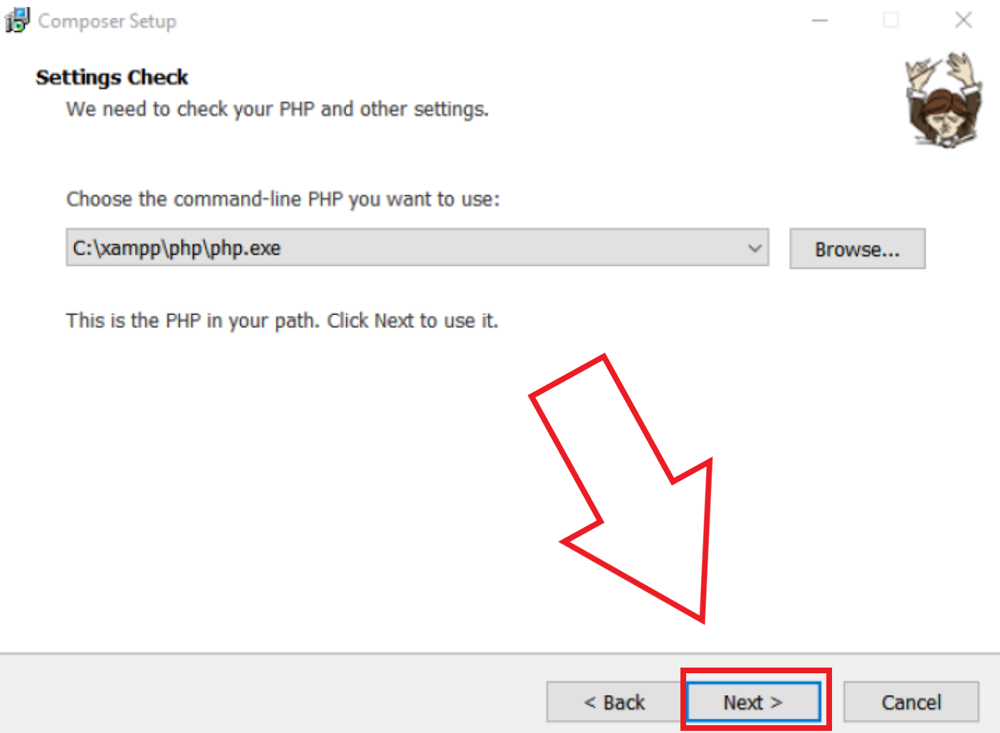 Composer Setup
Settings Check
We need to check your PHP and other settings.
Choose the command-line PHP you want to use:
C:\xampp\php\php.exe
Browse...
This is the PHP in your path. Click Next to use it.
< Back
Next >
Cancel